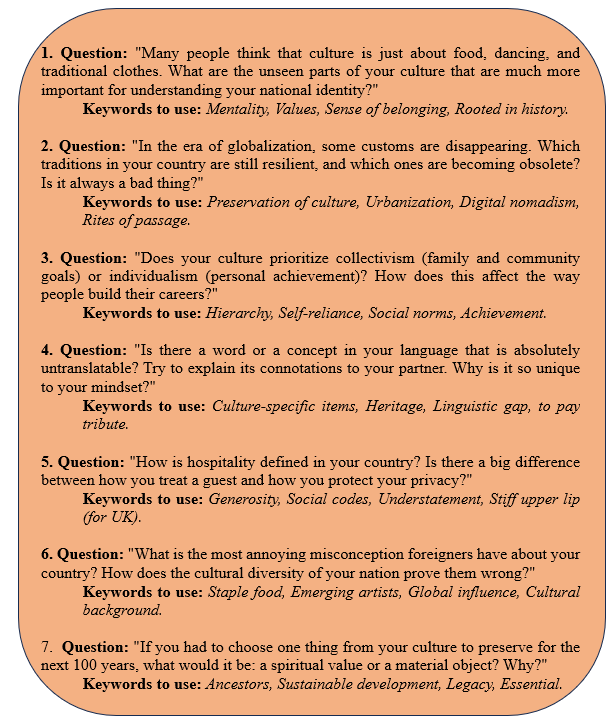 1. Question: "Many people think that culture is just about food, dancing, and
traditional clothes. What are the unseen parts of your culture that are much more
important for understanding your national identity?"
Keywords to use: Mentality, Values, Sense of belonging, Rooted in history.
2. Question: "In the era of globalization, some customs are disappearing. Which
traditions in your country are still resilient, and which ones are becoming obsolete?
Is it always a bad thing?"
Keywords to use: Preservation of culture, Urbanization, Digital nomadism,
Rites of passage.
3. Question: "Does your culture prioritize collectivism (family and community
goals) or individualism (personal achievement)? How does this affect the way
people build their careers?"
Keywords to use: Hierarchy, Self-reliance, Social norms, Achievement.
4. Question: "Is there a word or a concept in your language that is absolutely
untranslatable? Try to explain its connotations to your partner. Why is it so unique
to your mindset?"
Keywords to use: Culture-specific items, Heritage, Linguistic gap, to pay
tribute.
5. Question: "How is hospitality defined in your country? Is there a big difference
between how you treat a guest and how you protect your privacy?"
Keywords to use: Generosity, Social codes, Understatement, Stiff upper lip
(for UK).
6. Question: "What is the most annoying misconception foreigners have about your
country? How does the cultural diversity of your nation prove them wrong?"
Keywords to use: Staple food, Emerging artists, Global influence, Cultural
background.
7. Question: "If you had to choose one thing from your culture to preserve for the
next 100 years, what would it be: a spiritual value or a material object? Why?"
Keywords to use: Ancestors, Sustainable development, Legacy, Essential.